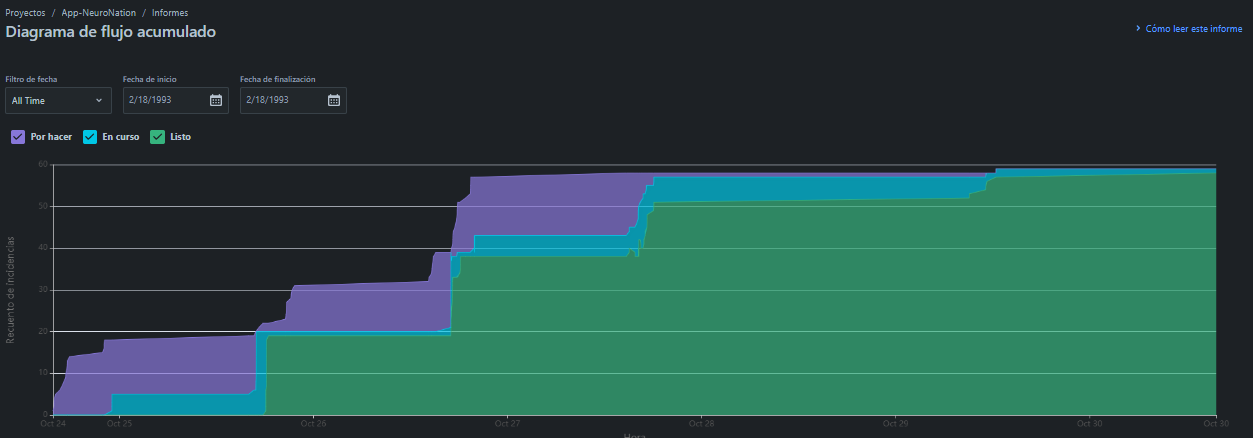 Proyectos / App-NeuroNation / Informes
Diagrama de flujo acumulado
Cómo leer este informe
Filtro de fecha
Fecha de inicio
Fecha de finalización
All Time
2/18/1993
2/18/1993
Por hacer
En curso
Listo
60
50
40
30
20
10
0
Recuento de incidencias
Oct 24
Oct 25
Oct 26
Oct 27
Oct 28
Oct 29
Oct 30
Oct 30
Hora